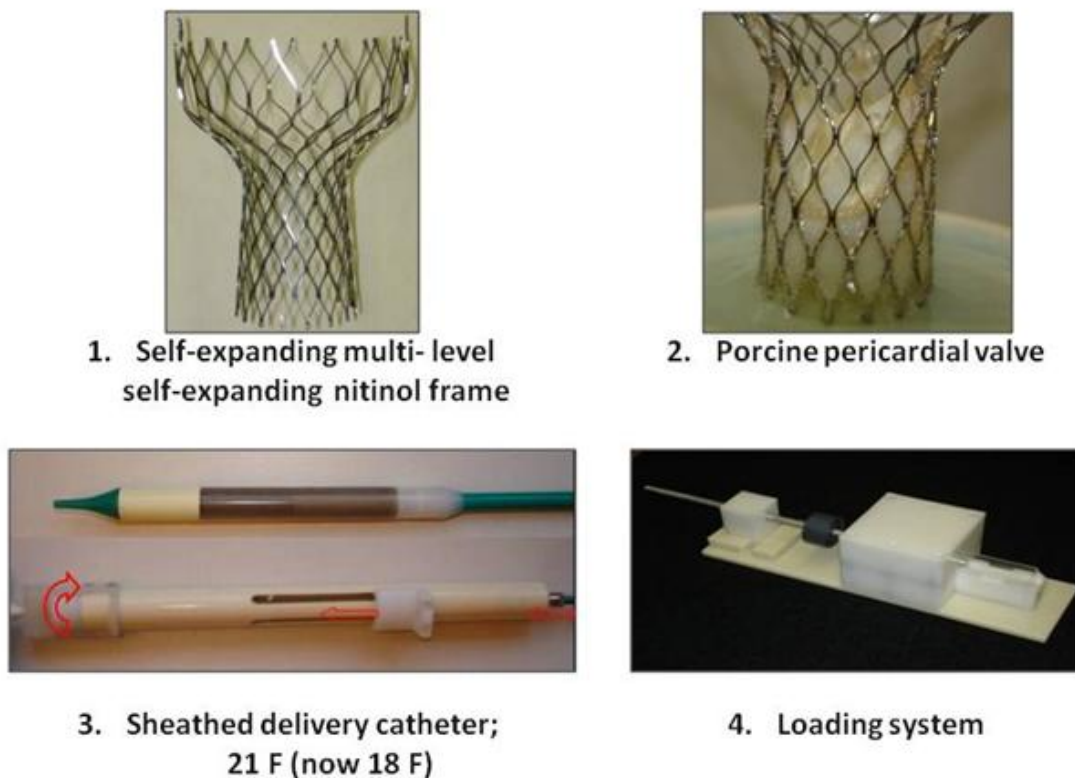 1. Self-expanding multi- level
self-expanding nitinol frame
2. Porcine pericardial valve
3. Sheathed delivery catheter;
21 F (now 18 F)
4. Loading system